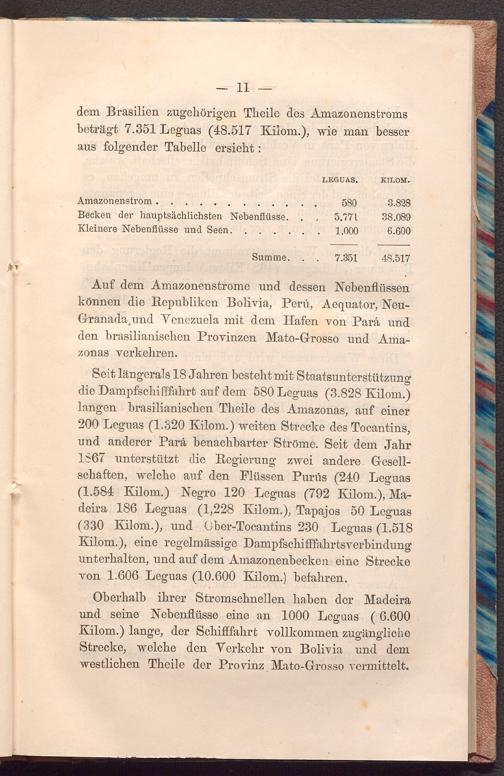 — 11 —
dem Brasilien zugehörigen Theile des Amazonenstroms
beträgt 7.351 Leguas (48.517 Kilom.), wie man besser
aus folgender Tabelle ersieht :
LEGUAS. KILOM.
Amazonenstrom . . . . . . . . . . . . 580 3.828
Becken der hauptsächlichsten Nebenflüsse. . . 5.771 38.089
Kleinere Nebenflüsse und Seen. . . . . . . 1.000 6.600
Summe. . . 7.351 48.517
Auf dem Amazonenstrome und dessen Nebenflüssen
können die Republiken Bolivia, Perú, Aequator, Neu-
Granada und Venezuela mit dem Hafen von Pará und
den brasilianischen Provinzen Mato-Grosso und Ama-
zonas verkehren.
Seit längerals 18 Jahren besteht mit Staatsunterstützung
die Dampfschifffahrt auf dem 580 Leguas (3.828 Kilom.)
langen brasilianischen Theile des Amazonas, auf einer
200 Leguas (1.320 Kilom.) weiten Strecke des Tocantins,
und anderer Pará benachbarter Ströme. Seit dem Jahr
1867 unterstützt die Regierung zwei andere Gesell-
schaften, welche auf den Flüssen Purús (240 Leguas
(1.584 Kilom.) Negro 120 Leguas (792 Kilom.), Ma-
deira 186 Leguas (1,228 Kilom.), Tapajos 50 Leguas
(330 Kilom.), und Ober-Tocantins 230 Leguas (1.518
Kilom.), eine regelmässige Dampfschifffahrtsverbindung
unterhalten, und auf dem Amazonenbecken eine Strecke
von 1.606 Leguas (10.600 Kilom.) befahren.
Oberhalb ihrer Stromschnellen haben der Madeira
und seine Nebenflüsse eine an 1000 Leguas ( 6.600
Kilom.) lange, der Schifffahrt vollkommen zugängliche
Strecke, welche den Verkehr von Bolivia und dem
westlichen Theile der Provinz Mato-Grosso vermittelt.